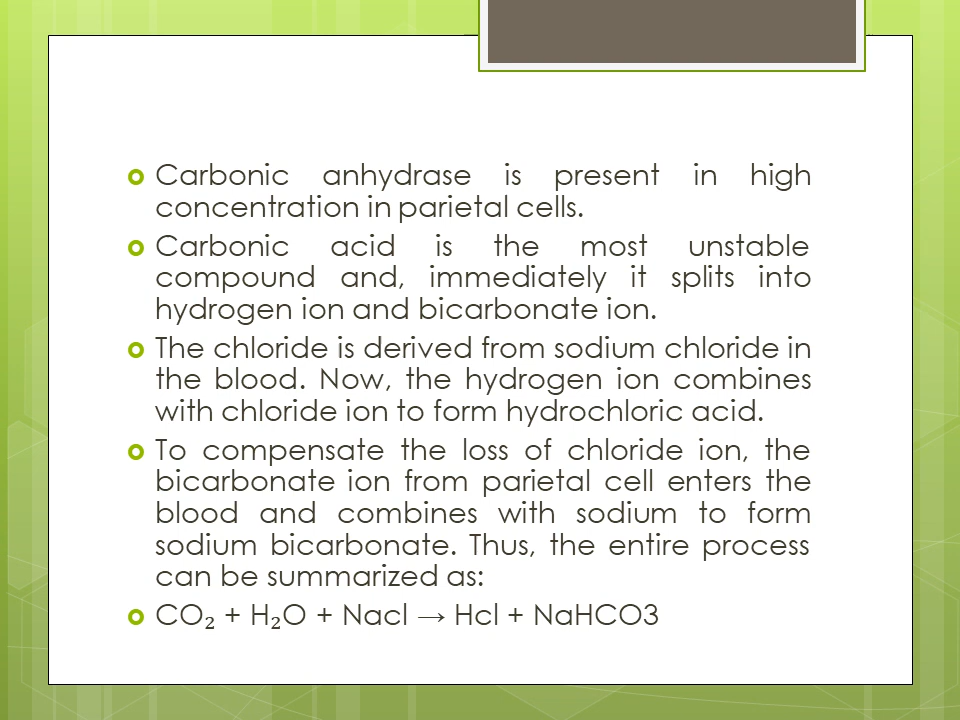 Carbonic anhydrase is present in high
concentration in parietal cells.
Carbonic acid is the most unstable
compound and, immediately it splits into
hydrogen ion and bicarbonate ion.
The chloride is derived from sodium chloride in
the blood. Now, the hydrogen ion combines
with chloride ion to form hydrochloric acid.
To compensate the loss of chloride ion, the
bicarbonate ion from parietal cell enters the
blood and combines with sodium to form
sodium bicarbonate. Thus, the entire process
can be summarized as:
CO₂ + H₂O + Nacl → Hcl + NaHCO3